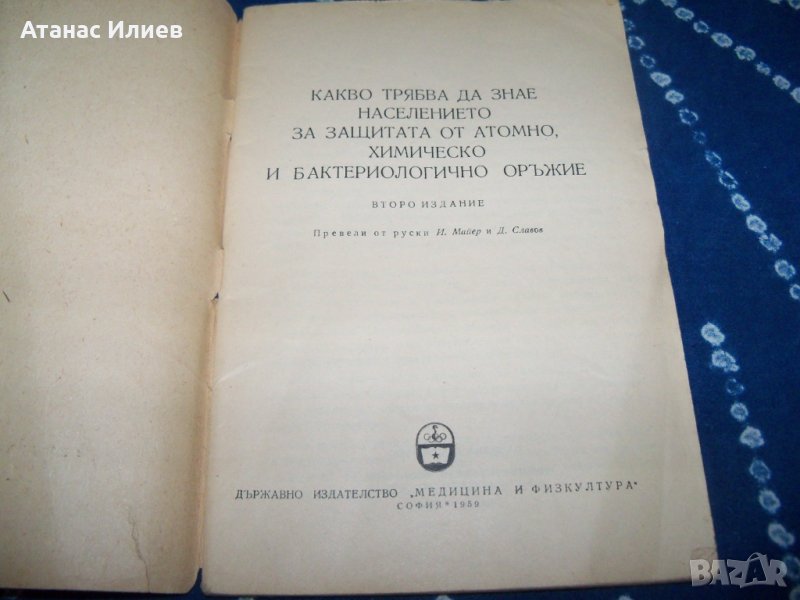 Атанас Илиев
КАКВО ТРЯБВА ДА ЗНАЕ
НАСЕЛЕНИЕТО
ЗА ЗАЩИТАТА ОТ АТОМНО,
ХИМИЧЕСКО
И БАКТЕРИОЛОГИЧНО ОРЪЖИЕ
ВТОРО ИЗДАНИЕ
Превели от руски И. Майер и Д. Славов
ДЪРЖАВНО ИЗДАТЕЛСТВО „МЕДИЦИНА И ФИЗКУЛТУРА“
СОФИЯ * 1959
BAZAR